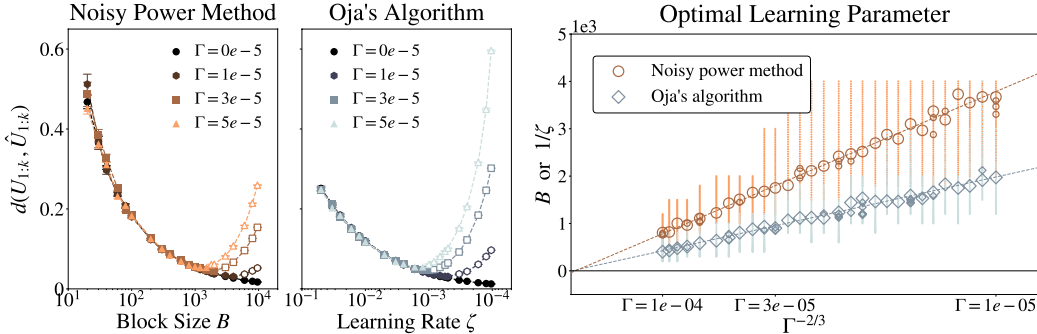 Noisy Power Method
Oja's Algorithm
Optimal Learning Parameter
d(U₁:ₖ, Û₁:ₖ)
0.6
0.4
0.2
0
Γ = 0e − 5
Γ = 1e − 5
Γ = 3e − 5
Γ = 5e − 5
10¹
10²
10³
10⁴
Block Size B
Γ = 0e − 5
Γ = 1e − 5
Γ = 3e − 5
Γ = 5e − 5
10⁻¹
10⁻²
10⁻³
10⁻⁴
Learning Rate ζ
1e3
B or 1/ζ
5
4
3
2
1
0
Noisy power method
Oja's algorithm
Γ = 1e − 04
Γ = 3e − 05
Γ = 1e − 05
Γ⁻²ᐟ³